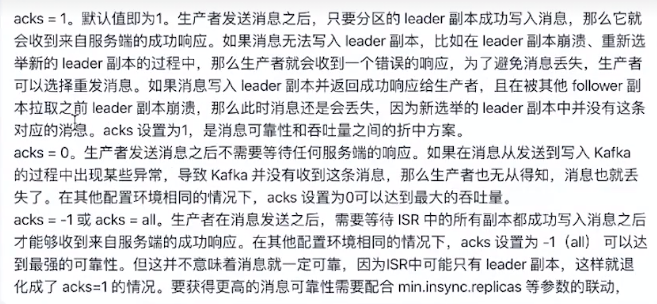 acks = 1。默认值即为1。生产者发送消息之后，只要分区的 leader 副本成功写入消息，那么它就
会收到来自服务端的成功响应。如果消息无法写入 leader 副本，比如在 leader 副本崩溃、重新选
举新的 leader 副本的过程中，那么生产者就会收到一个错误的响应，为了避免消息丢失，生产者
可以选择重发消息。如果消息写入 leader 副本并返回成功响应给生产者，且在被其他 follower 副
本拉取之前 leader 副本崩溃，那么此时消息还是会丢失，因为新选举的 leader 副本中并没有这条
对应的消息。acks 设置为1，是消息可靠性和吞吐量之间的折中方案。
acks = 0。生产者发送消息之后不需要等待任何服务端的响应。如果在消息从发送到写入 Kafka
的过程中出现某些异常，导致 Kafka 并没有收到这条消息，那么生产者也无从得知，消息也就丢
失了。在其他配置环境相同的情况下，acks 设置为0可以达到最大的吞吐量。
acks = -1 或 acks = all。生产者在消息发送之后，需要等待 ISR 中的所有副本都成功写入消息之后
才能够收到来自服务端的成功响应。在其他配置环境相同的情况下，acks 设置为 -1（all） 可以达
到最强的可靠性。但这并不意味着消息就一定可靠，因为ISR中可能只有 leader 副本，这样就退
化成了 acks=1 的情况。要获得更高的消息可靠性需要配合 min.insync.replicas 等参数的联动，